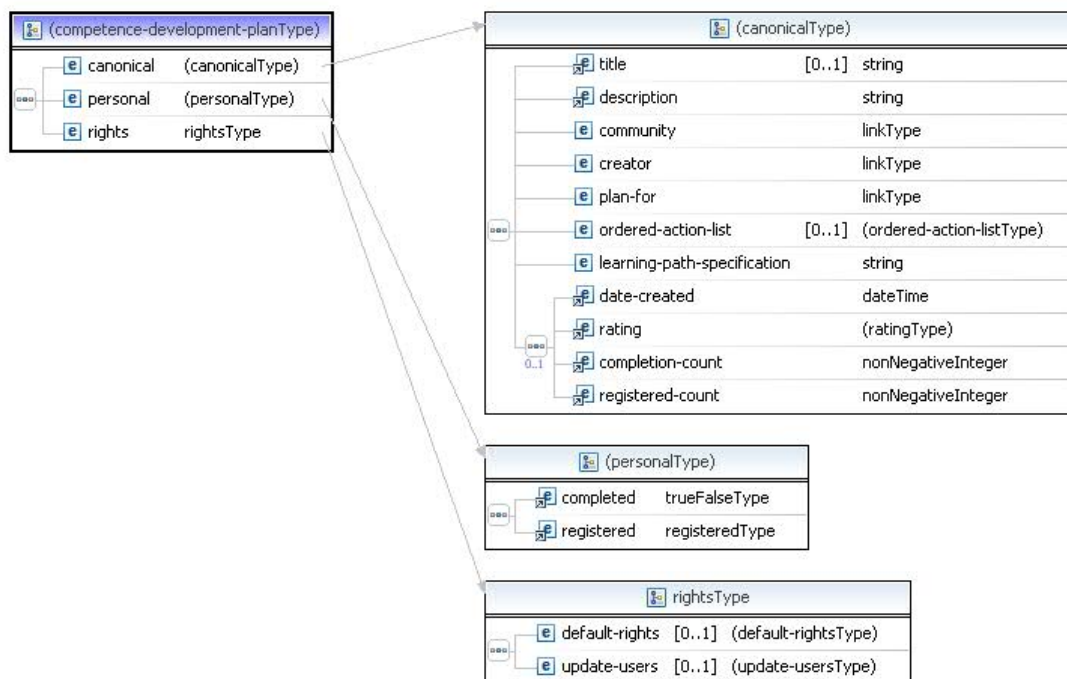 (competence-development-planType)
e canonical (canonicalType)
e personal (personalType)
e rights rightsType
(canonicalType)
e title [0..1] string
e description string
e community linkType
e creator linkType
e plan-for linkType
e ordered-action-list [0..1] (ordered-action-listType)
e learning-path-specification string
e date-created dateTime
e rating (ratingType)
0..1
e completion-count nonNegativeInteger
e registered-count nonNegativeInteger
(personalType)
e completed trueFalseType
e registered registeredType
rightsType
e default-rights [0..1] (default-rightsType)
e update-users [0..1] (update-usersType)